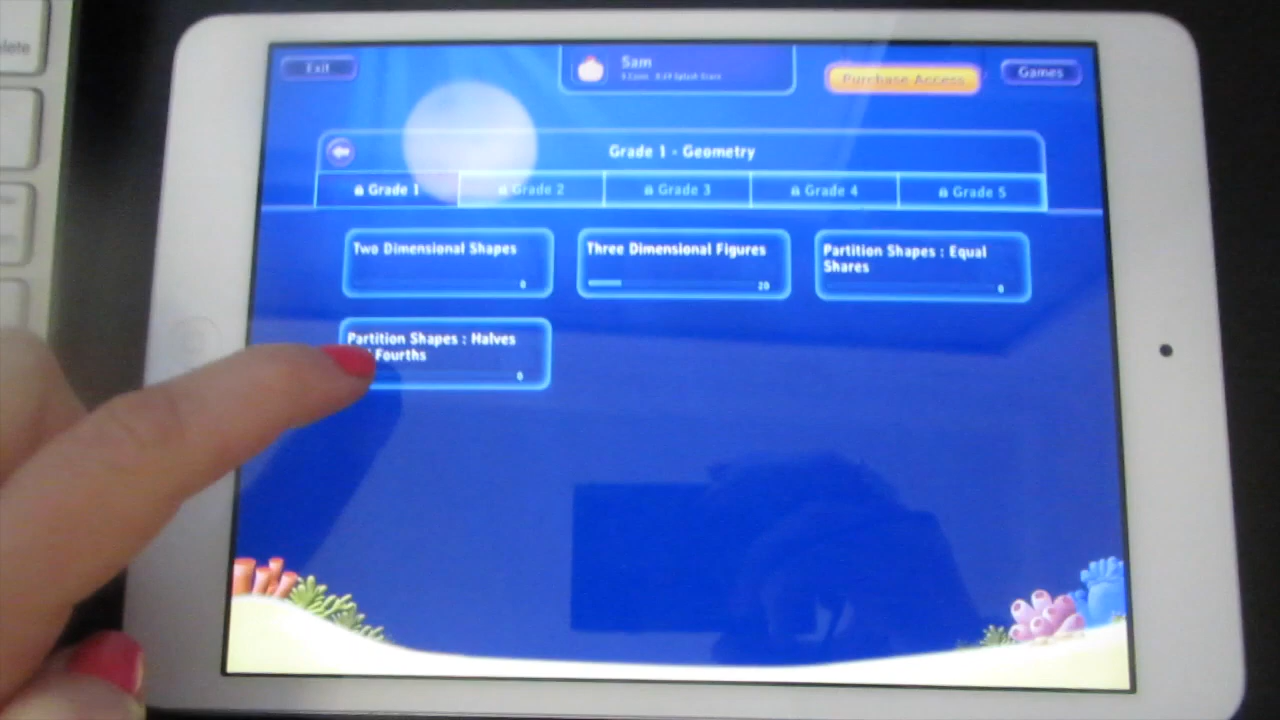 lete
Exit
Sam
Purchase Access
Games
Grade 1 - Geometry
Grade 1
Grade 2
Grade 3
Grade 4
Grade 5
Two Dimensional Shapes
0
Three Dimensional Figures
20
Partition Shapes : Equal
Shares
0
Partition Shapes : Halves
Fourths
0